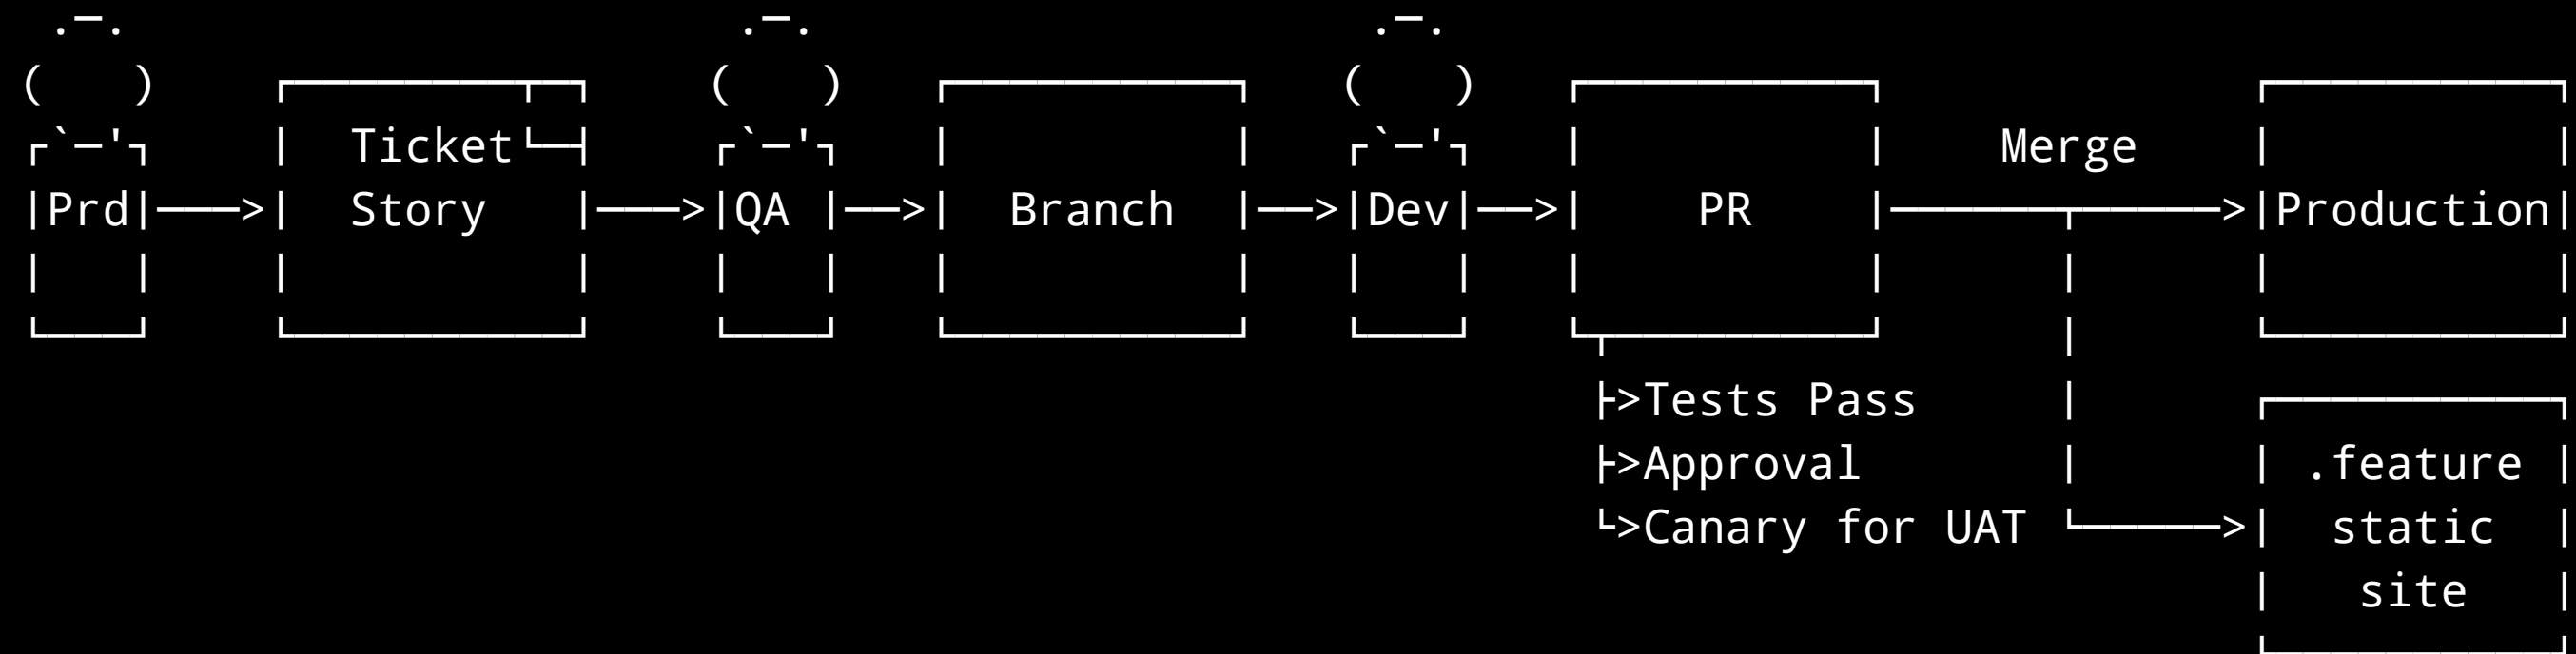 Ticket
Merge
Prd
Story
QA
Branch
Dev
PR
Production
Tests Pass
Approval
Canary for UAT
.feature
static
site